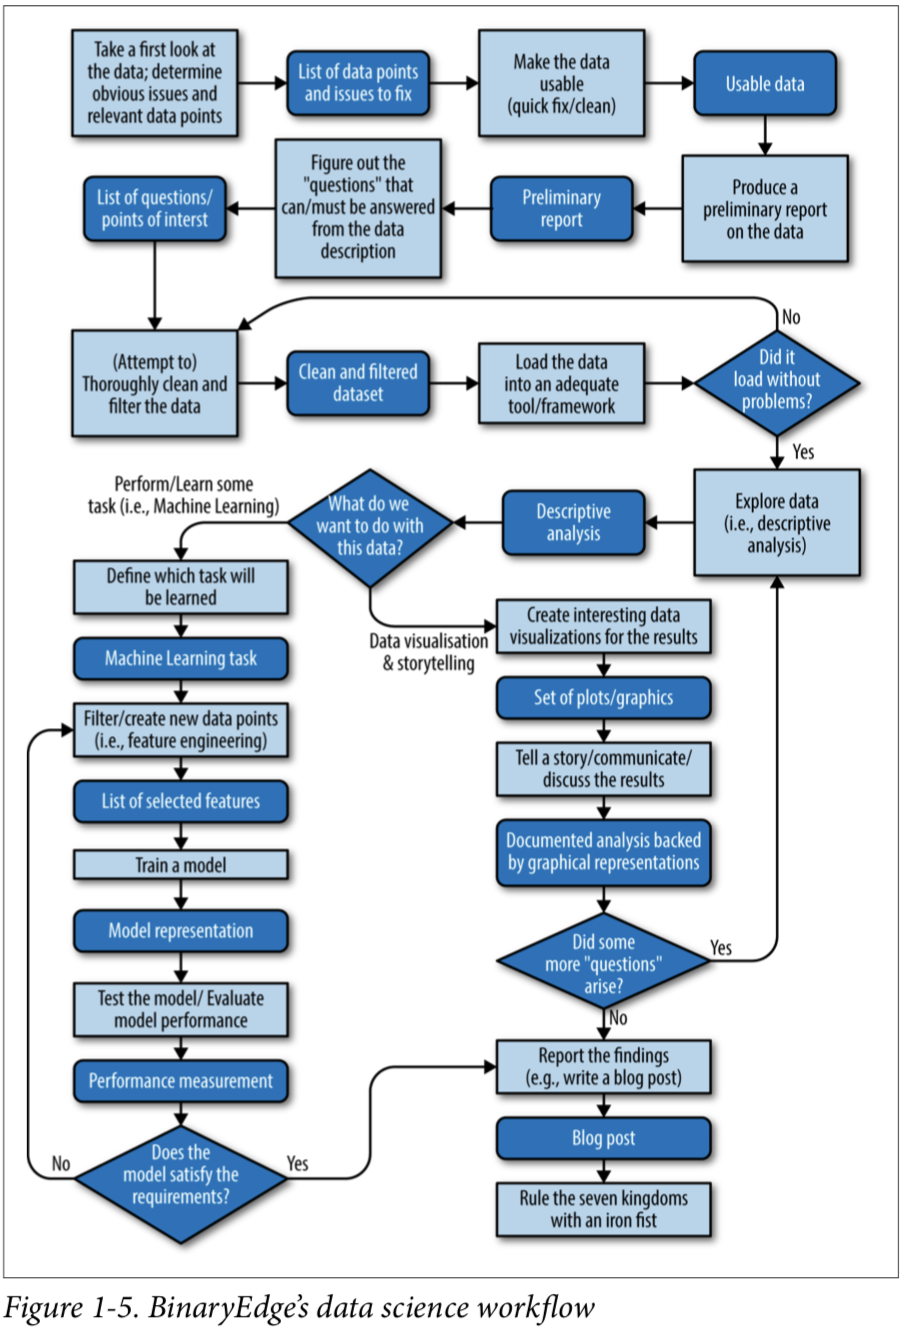 Take a first look at
the data; determine
obvious issues and
relevant data points
List of data points
and issues to fix
Make the data
usable
(quick fix/clean)
Usable data
Produce a
preliminary report
on the data
Preliminary
report
Figure out the
"questions" that
can/must be answered
from the data
description
List of questions/
points of interst
(Attempt to)
Thoroughly clean and
filter the data
Clean and filtered
dataset
Load the data
into an adequate
tool/framework
Did it
load without
problems?
No
Yes
Explore data
(i.e., descriptive
analysis)
Descriptive
analysis
What do we
want to do with
this data?
Perform/Learn some
task (i.e., Machine Learning)
Define which task will
be learned
Machine Learning task
Filter/create new data points
(i.e., feature engineering)
List of selected features
Train a model
Model representation
Test the model/ Evaluate
model performance
Performance measurement
Does the
model satisfy the
requirements?
No
Yes
Data visualisation
& storytelling
Create interesting data
visualizations for the results
Set of plots/graphics
Tell a story/communicate/
discuss the results
Documented analysis backed
by graphical representations
Did some
more "questions"
arise?
Yes
No
Report the findings
(e.g., write a blog post)
Blog post
Rule the seven kingdoms
with an iron fist
Figure 1-5. BinaryEdge’s data science workflow